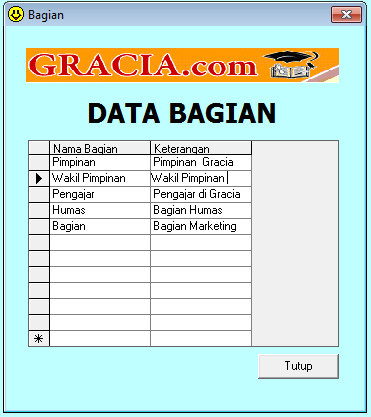 Bagian
GRACIA.com
DATA BAGIAN
Nama Bagian Keterangan
Pimpinan Pimpinan Gracia
Wakil Pimpinan Wakil Pimpinan
Pengajar Pengajar di Gracia
Humas Bagian Humas
Bagian Bagian Marketing
Tutup